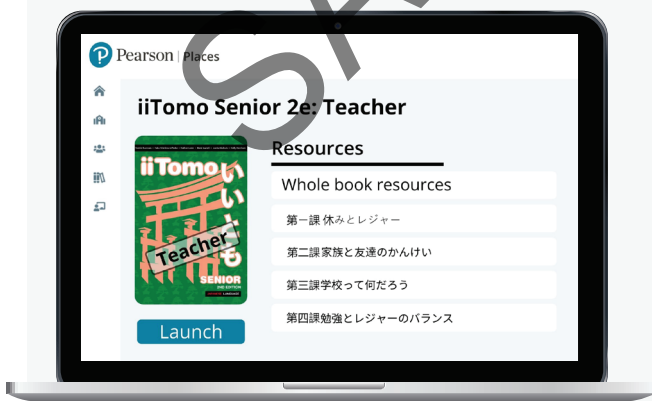 SA
Pearson | Places
iiTomo Senior 2e: Teacher
Resources
Whole book resources
第一課 休みとレジャー
第二課家族と友達のかんけい
第三課学校って何だろう
第四課勉強とレジャーのバランス
iiTomo
いいとも
Teacher
SENIOR
2ND EDITION
Launch